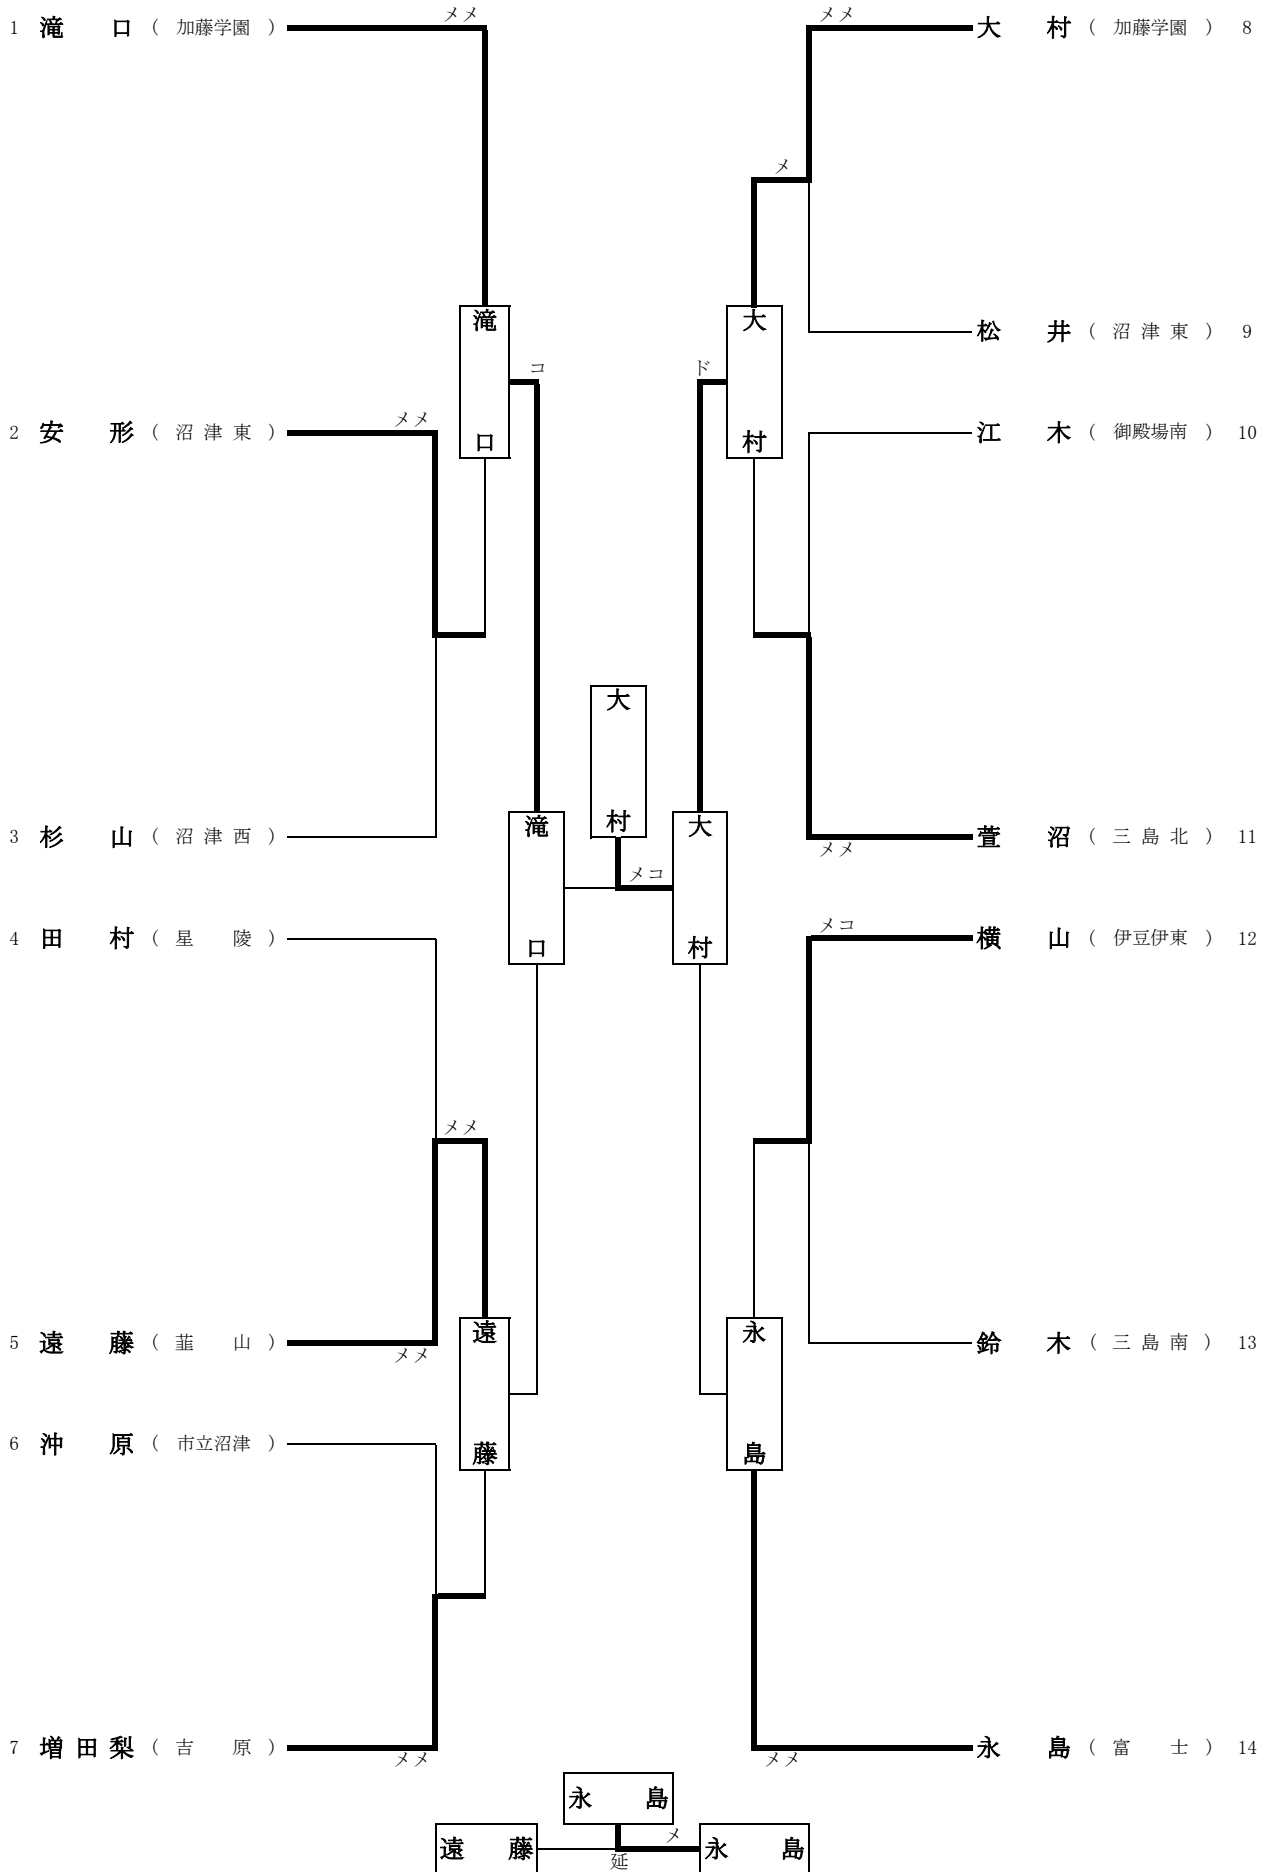 メメ メメ
1 滝 口 （ 加藤学園 ） 大 村 （ 加藤学園 ） 8
メ
滝口 大村
松 井 （ 沼 津 東 ） 9
コ ド
メメ
2 安 形 （ 沼 津 東 ） 江 木 （ 御殿場南 ） 10
大村
滝口 大村
3 杉 山 （ 沼 津 西 ） 萱 沼 （ 三 島 北 ） 11
メメ
メコ
メコ
4 田 村 （ 星 陵 ） 横 山 （ 伊豆伊東 ） 12
メメ
遠藤 永島
5 遠 藤 （ 韮 山 ） 鈴 木 （ 三 島 南 ） 13
メメ
6 沖 原 （ 市立沼津 ）
7 増 田 梨 （ 吉 原 ） 永 島 （ 富 士 ） 14
メメ メメ
永 島
メ
遠 藤 永 島
延